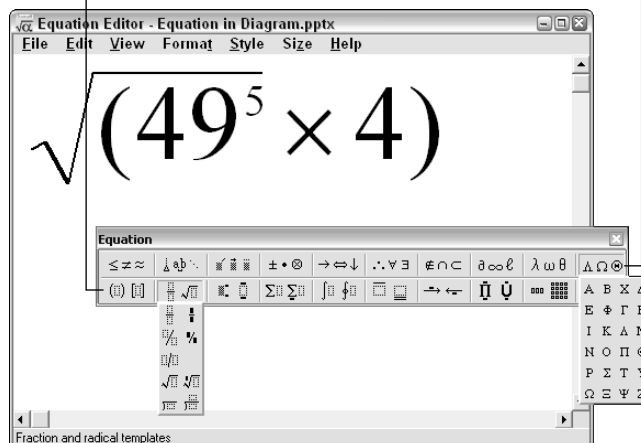 Equation Editor - Equation in Diagram.pptx
File Edit View Format Style Size Help
√(49⁵ × 4)
Equation
≤ ≠ ≈ ab ± • ⊗ → ⇔ ↓ ∴ ∀ ∃ ∉ ∩ ⊂ ∂ ∞ ℓ λ ω θ Λ Ω ⊗
Σ Σ ∫ ∮ Π Ụ
Α Β Χ
Ε Φ Γ
Ι Κ Λ
Ν Ο Π
Ρ Σ Τ
Ω Ξ Ψ
Fraction and radical templates